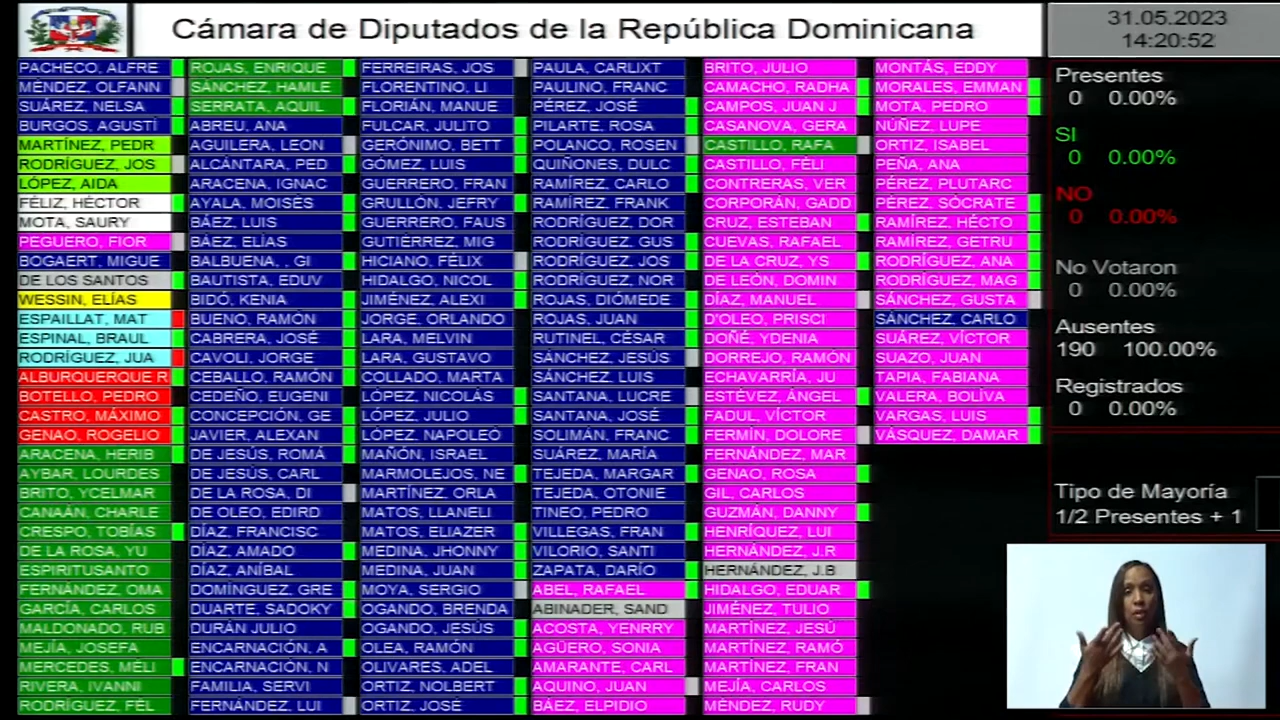 Cámara de Diputados de la República Dominicana
31.05.2023
14:20:52
PACHECO, ALFRE
MÉNDEZ, OLFANN
SUÁREZ, NELSA
BURGOS, AGUSTÍ
MARTÍNEZ, PEDR
RODRÍGUEZ, JOS
LÓPEZ, AIDA
FÉLIZ, HÉCTOR
MOTA, SAURY
PEGUERO, FIOR
BOGAERT, MIGUE
DE LOS SANTOS
WESSIN, ELÍAS
ESPAILLAT, MAT
ESPINAL, BRAUL
RODRÍGUEZ, JUA
ALBURQUERQUE R
BOTELLO, PEDRO
CASTRO, MÁXIMO
GENAO, ROGELIO
ARACENA, HERIB
AYBAR, LOURDES
BRITO, YCELMAR
CANAÁN, CHARLE
CRESPO, TOBÍAS
DE LA ROSA, YU
ESPIRITUSANTO
FERNÁNDEZ, OMA
GARCÍA, CARLOS
MALDONADO, RUB
MEJÍA, JOSEFA
MERCEDES, MÉLI
RIVERA, IVANNI
RODRÍGUEZ, FÉL
ROJAS, ENRIQUE
SÁNCHEZ, HAMLE
SERRATA, AQUIL
ABREU, ANA
AGUILERA, LEON
ALCÁNTARA, PED
ARACENA, IGNAC
AYALA, MOISÉS
BÁEZ, LUIS
BÁEZ, ELÍAS
BALBUENA, , GI
BAUTISTA, EDUV
BIDÓ, KENIA
BUENO, RAMÓN
CABRERA, JOSÉ
CAVOLI, JORGE
CEBALLO, RAMÓN
CEDEÑO, EUGENI
CONCEPCIÓN, GE
JAVIER, ALEXAN
DE JESÚS, ROMÁ
DE JESÚS, CARL
DE LA ROSA, DI
DE OLEO, EDIRD
DÍAZ, FRANCISC
DÍAZ, AMADO
DÍAZ, ANÍBAL
DOMÍNGUEZ, GRE
DUARTE, SADOKY
DURÁN JULIO
ENCARNACIÓN, A
ENCARNACIÓN, N
FAMILIA, SERVI
FERNÁNDEZ, LUI
FERREIRAS, JOS
FLORENTINO, LI
FLORIÁN, MANUE
FULCAR, JULITO
GERÓNIMO, BETT
GÓMEZ, LUIS
GUERRERO, FRAN
GRULLÓN, JEFRY
GUERRERO, FAUS
GUTIÉRREZ, MIG
HICIANO, FÉLIX
HIDALGO, NICOL
JIMÉNEZ, ALEXI
JORGE, ORLANDO
LARA, MELVIN
LARA, GUSTAVO
COLLADO, MARTA
LÓPEZ, NICOLÁS
LÓPEZ, JULIO
LÓPEZ, NAPOLEÓ
MAÑÓN, ISRAEL
MARMOLEJOS, NE
MARTÍNEZ, ORLA
MATOS, LLANELI
MATOS, ELIAZER
MEDINA, JHONNY
MEDINA, JUAN
MOYA, SERGIO
OGANDO, BRENDA
OGANDO, JESÚS
OLEA, RAMÓN
OLIVARES, ADEL
ORTIZ, NOLBERT
ORTIZ, JOSÉ
PAULA, CARLIXT
PAULINO, FRANC
PÉREZ, JOSÉ
PILARTE, ROSA
POLANCO, ROSEN
QUIÑONES, DULC
RAMÍREZ, CARLO
RAMÍREZ, FRANK
RODRÍGUEZ, DOR
RODRÍGUEZ, GUS
RODRÍGUEZ, JOS
RODRÍGUEZ, NOR
ROJAS, DIÓMEDE
ROJAS, JUAN
RUTINEL, CÉSAR
SÁNCHEZ, JESÚS
SÁNCHEZ, LUIS
SANTANA, LUCRE
SANTANA, JOSÉ
SOLIMÁN, FRANC
SUÁREZ, MARÍA
TEJEDA, MARGAR
TEJEDA, OTONIE
TINEO, PEDRO
VILLEGAS, FRAN
VILORIO, SANTI
ZAPATA, DARÍO
ABEL, RAFAEL
ABINADER, SAND
ACOSTA, YENRRY
AGÜERO, SONIA
AMARANTE, CARL
AQUINO, JUAN
BÁEZ, ELPIDIO
BRITO, JULIO
CAMACHO, RADHA
CAMPOS, JUAN J
CASANOVA, GERA
CASTILLO, RAFA
CASTILLO, FÉLI
CONTRERAS, VER
CORPORÁN, GADD
CRUZ, ESTEBAN
CUEVAS, RAFAEL
DE LA CRUZ, YS
DE LEÓN, DOMIN
DÍAZ, MANUEL
D'OLEO, PRISCI
DOÑÉ, YDENIA
DORREJO, RAMÓN
ECHAVARRÍA, JU
ESTÉVEZ, ÁNGEL
FADUL, VÍCTOR
FERMÍN, DOLORE
FERNÁNDEZ, MAR
GENAO, ROSA
GIL, CARLOS
GUZMÁN, DANNY
HENRÍQUEZ, LUI
HERNÁNDEZ, J.R
HERNÁNDEZ, J.B
HIDALGO, EDUAR
JIMÉNEZ, TULIO
MARTÍNEZ, JESÚ
MARTÍNEZ, RAMÓ
MARTÍNEZ, FRAN
MEJÍA, CARLOS
MÉNDEZ, RUDY
MONTÁS, EDDY
MORALES, EMMAN
MOTA, PEDRO
NÚÑEZ, LUPE
ORTIZ, ISABEL
PEÑA, ANA
PÉREZ, PLUTARC
PÉREZ, SÓCRATE
RAMÍREZ, HÉCTO
RAMÍREZ, GETRU
RODRÍGUEZ, ANA
RODRÍGUEZ, MAG
SÁNCHEZ, GUSTA
SÁNCHEZ, CARLO
SUÁREZ, VÍCTOR
SUAZO, JUAN
TAPIA, FABIANA
VALERA, BOLÍVA
VARGAS, LUIS
VÁSQUEZ, DAMAR
Presentes
0 0.00%
SI
0 0.00%
NO
0 0.00%
No Votaron
0 0.00%
Ausentes
190 100.00%
Registrados
0 0.00%
Tipo de Mayoría
1/2 Presentes + 1